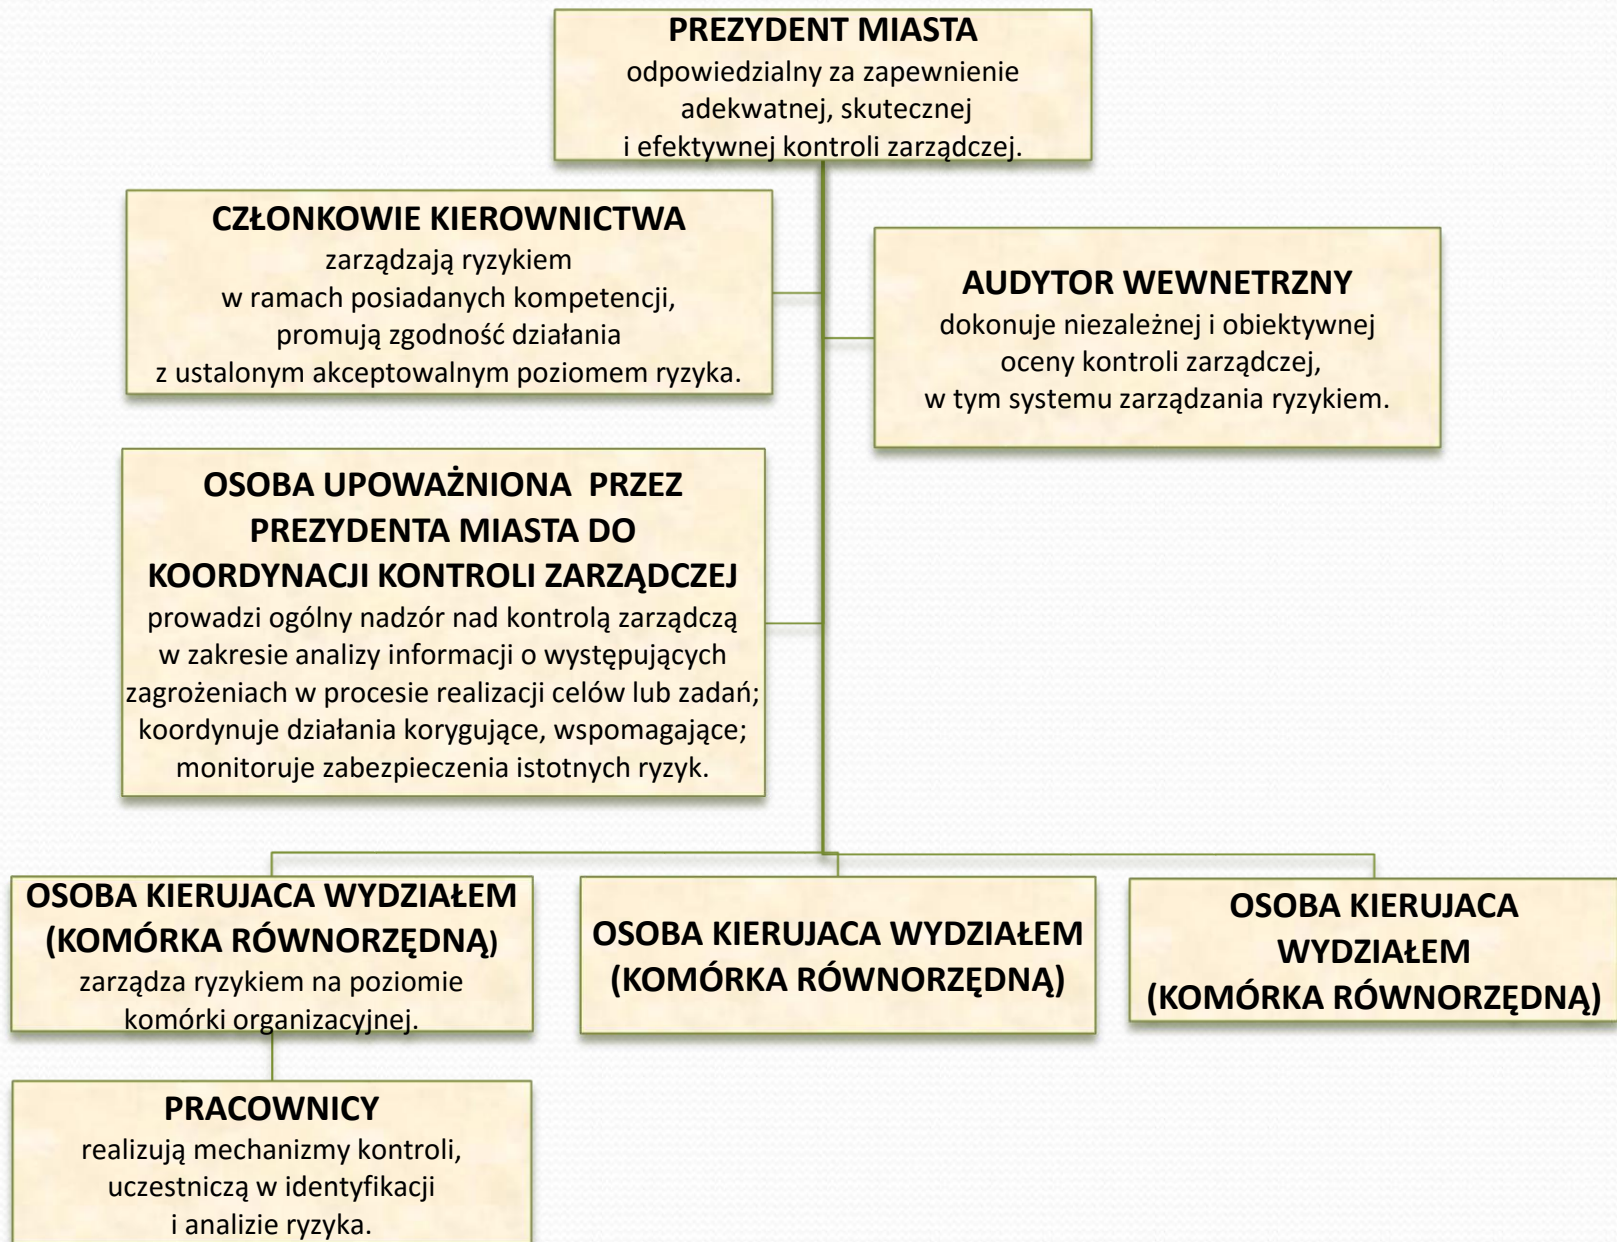 PREZYDENT MIASTA
odpowiedzialny za zapewnienie
adekwatnej, skutecznej
i efektywnej kontroli zarządczej.
CZŁONKOWIE KIEROWNICTWA
zarządzają ryzykiem
w ramach posiadanych kompetencji,
promują zgodność działania
z ustalonym akceptowalnym poziomem ryzyka.
AUDYTOR WEWNETRZNY
dokonuje niezależnej i obiektywnej
oceny kontroli zarządczej,
w tym systemu zarządzania ryzykiem.
OSOBA UPOWAŻNIONA  PRZEZ
PREZYDENTA MIASTA DO
KOORDYNACJI KONTROLI ZARZĄDCZEJ
prowadzi ogólny nadzór nad kontrolą zarządczą
w zakresie analizy informacji o występujących
zagrożeniach w procesie realizacji celów lub zadań;
koordynuje działania korygujące, wspomagające;
monitoruje zabezpieczenia istotnych ryzyk.
OSOBA KIERUJACA WYDZIAŁEM
(KOMÓRKA RÓWNORZĘDNĄ)
zarządza ryzykiem na poziomie
komórki organizacyjnej.
OSOBA KIERUJACA WYDZIAŁEM
(KOMÓRKA RÓWNORZĘDNĄ)
OSOBA KIERUJACA
WYDZIAŁEM
(KOMÓRKA RÓWNORZĘDNĄ)
PRACOWNICY
realizują mechanizmy kontroli,
uczestniczą w identyfikacji
i analizie ryzyka.